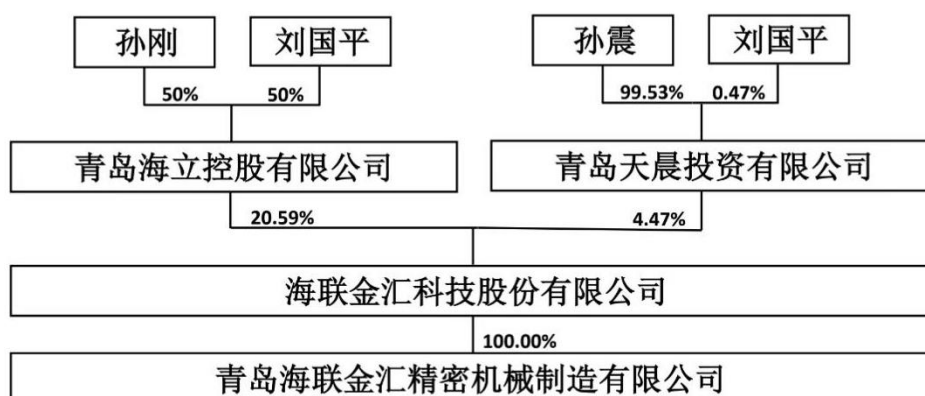 孙刚
刘国平
孙震
刘国平
50%
50%
99.53%
0.47%
青岛海立控股有限公司
青岛天晨投资有限公司
20.59%
4.47%
海联金汇科技股份有限公司
100.00%
青岛海联金汇精密机械制造有限公司